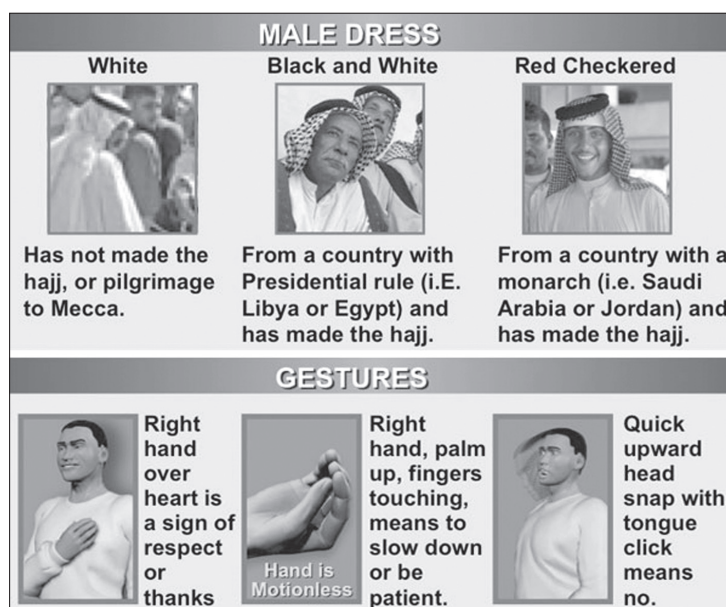 MALE DRESS
White
Black and White
Red Checkered
Has not made the
hajj, or pilgrimage
to Mecca.
From a country with
Presidential rule (i.E.
Libya or Egypt) and
has made the hajj.
From a country with a
monarch (i.e. Saudi
Arabia or Jordan) and
has made the hajj.
GESTURES
Right
hand
over
heart is
a sign of
respect
or
thanks
Hand is
Motionless
Right
hand, palm
up, fingers
touching,
means to
slow down
or be
patient.
Quick
upward
head
snap with
tongue
click
means
no.